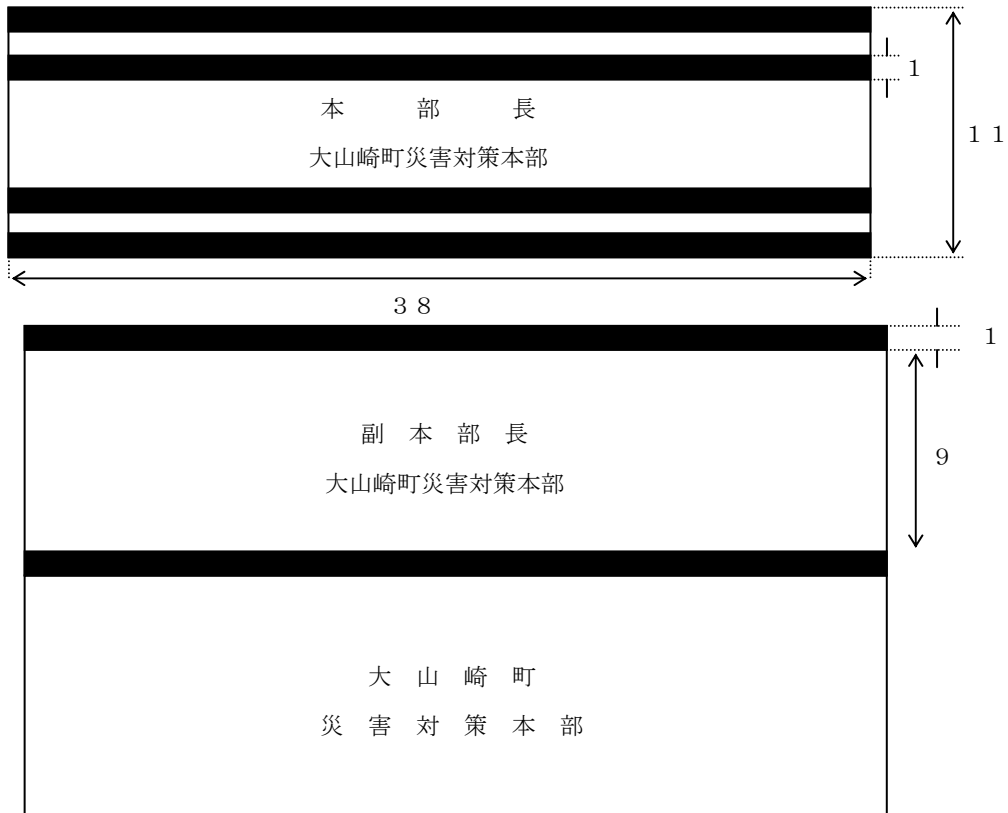 1
本 部 長
11
大山崎町災害対策本部
38
1
副 本 部 長
9
大山崎町災害対策本部
大 山 崎 町
災 害 対 策 本 部